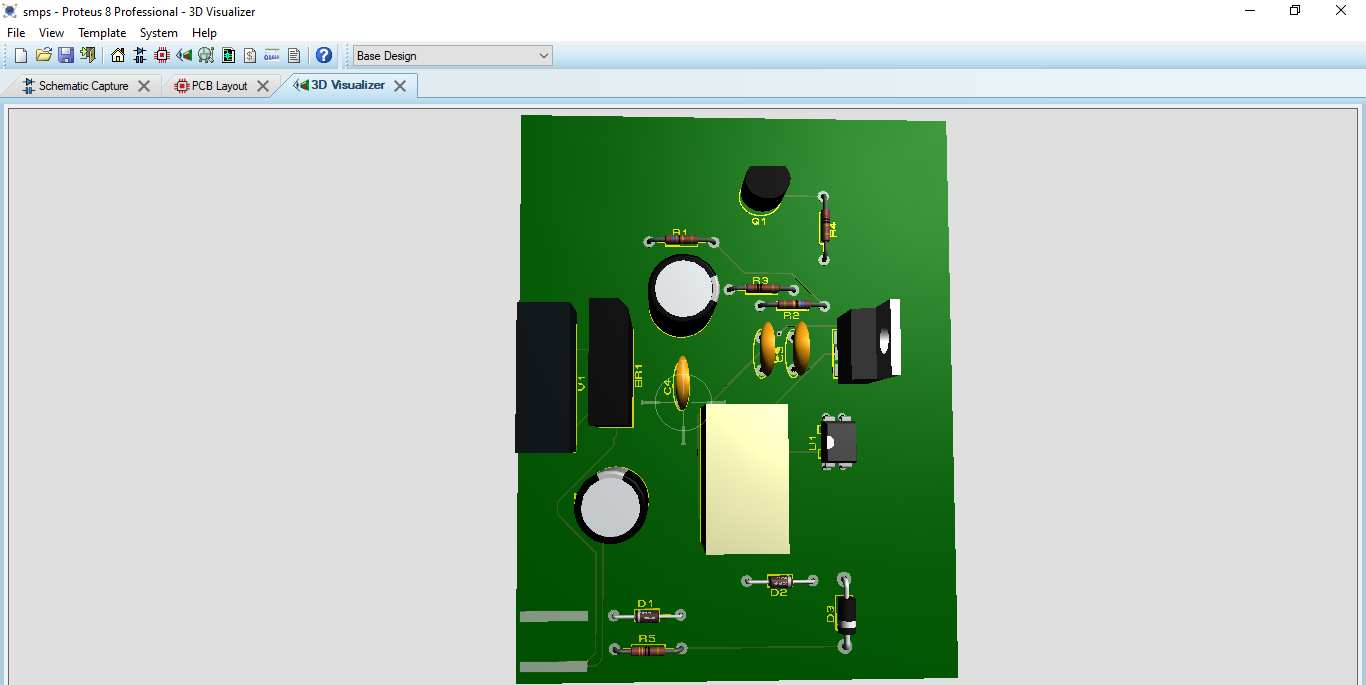 smps - Proteus 8 Professional - 3D Visualizer
File View Template System Help
Base Design
Schematic Capture
PCB Layout
3D Visualizer
Q1
R1
R4
R3
R2
C3
V1
BR1
C4
U1
D2
D1
D3
R5